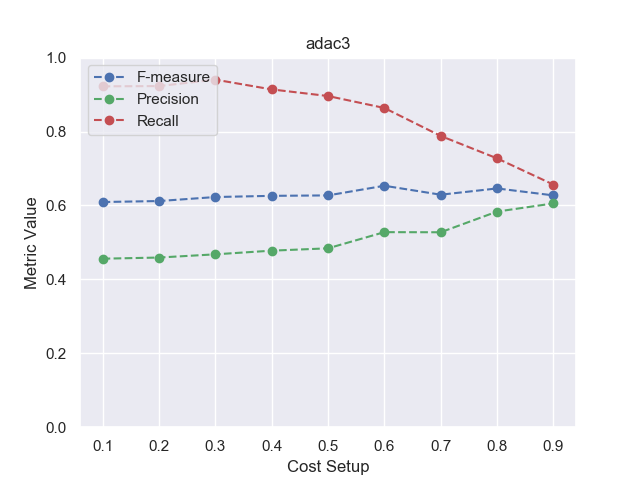 adac3
1.0
0.8
0.6
0.4
0.2
0.0
Metric Value
F-measure
Precision
Recall
0.1 0.2 0.3 0.4 0.5 0.6 0.7 0.8 0.9
Cost Setup